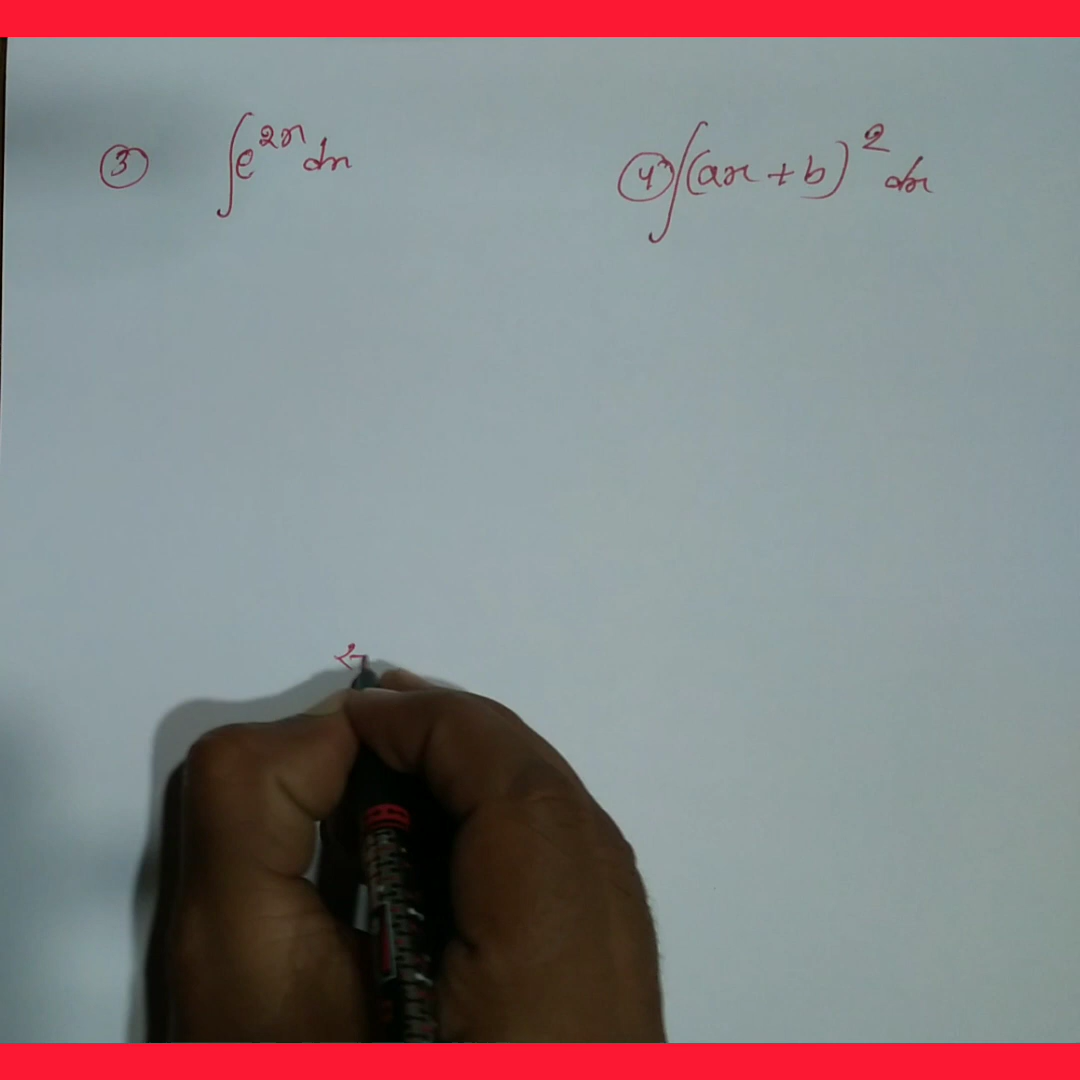 ③ ∫e^{2x}dx
④ ∫(ax+b)^2 dx